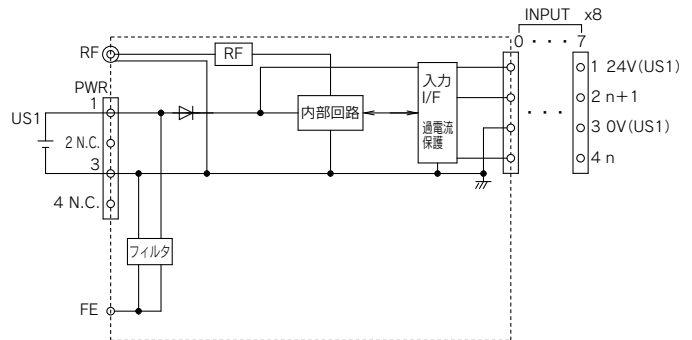 INPUT x8
0 ・・・ 7
RF
RF
PWR
1
US1
2 N.C.
3
4 N.C.
フィルタ
FE
内部回路
入力
I/F
過電流
保護
・・・
1 24V(US1)
2 n+1
3 0V(US1)
4 n